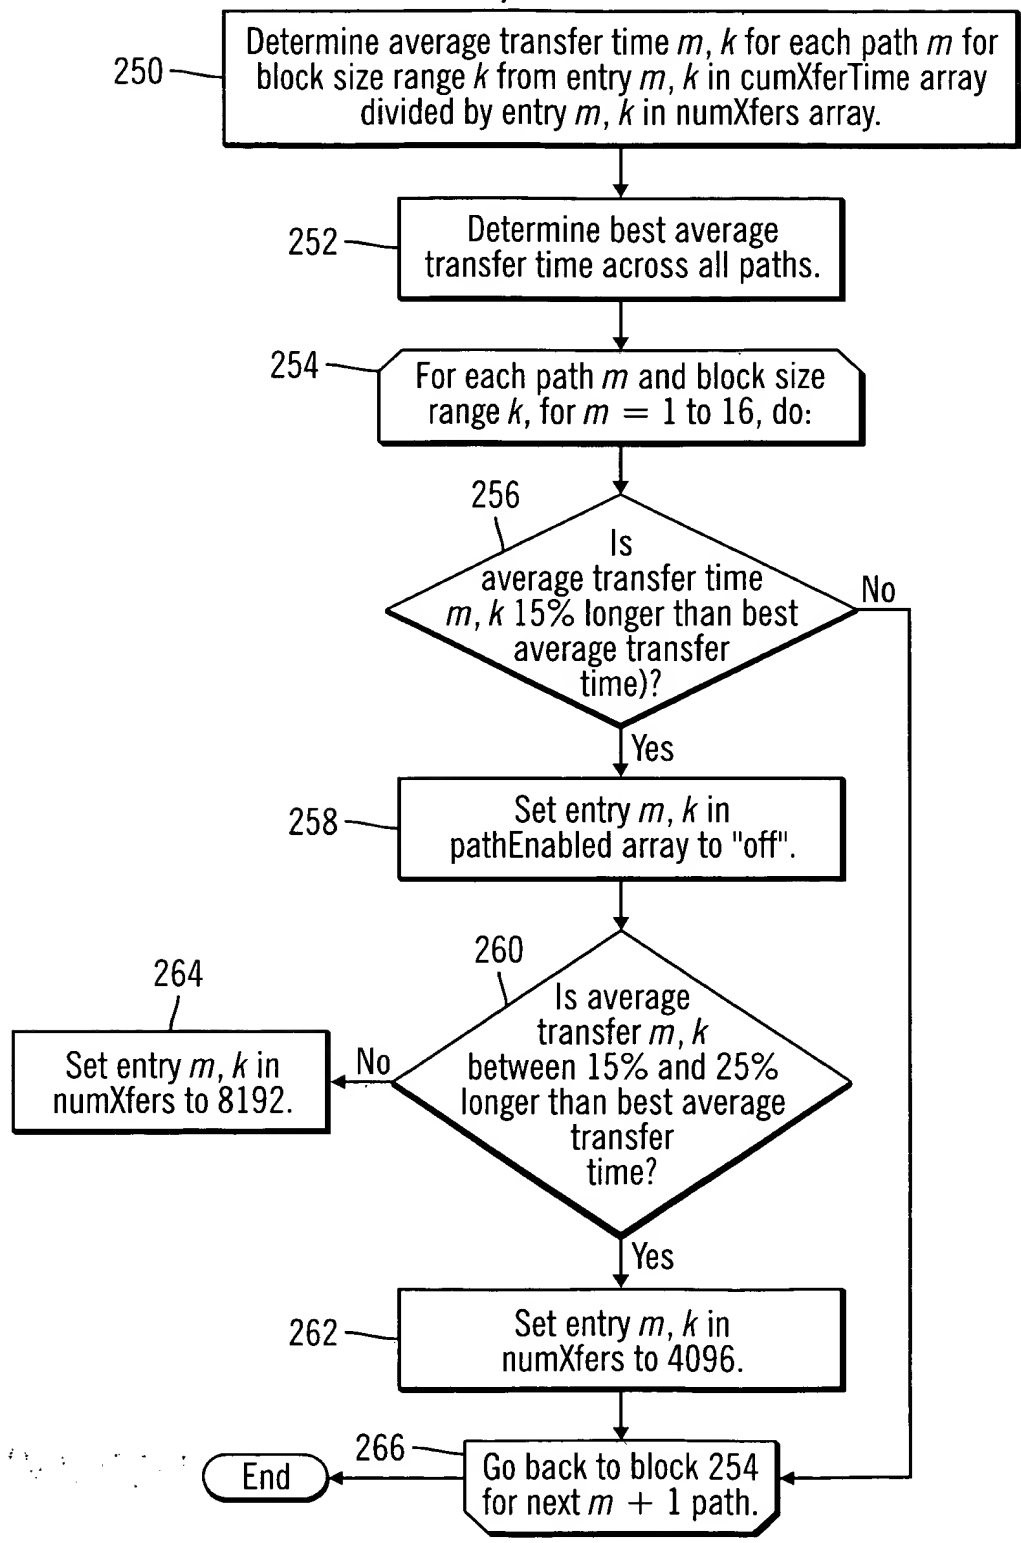 250
Determine average transfer time m, k for each path m for
block size range k from entry m, k in cumXferTime array
divided by entry m, k in numXfers array.
252
Determine best average
transfer time across all paths.
254
For each path m and block size
range k, for m = 1 to 16, do:
256
Is
average transfer time
m, k 15% longer than best
average transfer
time)?
No
Yes
258
Set entry m, k in
pathEnabled array to "off".
260
Is average
transfer m, k
between 15% and 25%
longer than best average
transfer
time?
No
264
Set entry m, k in
numXfers to 8192.
Yes
262
Set entry m, k in
numXfers to 4096.
266
Go back to block 254
for next m + 1 path.
End